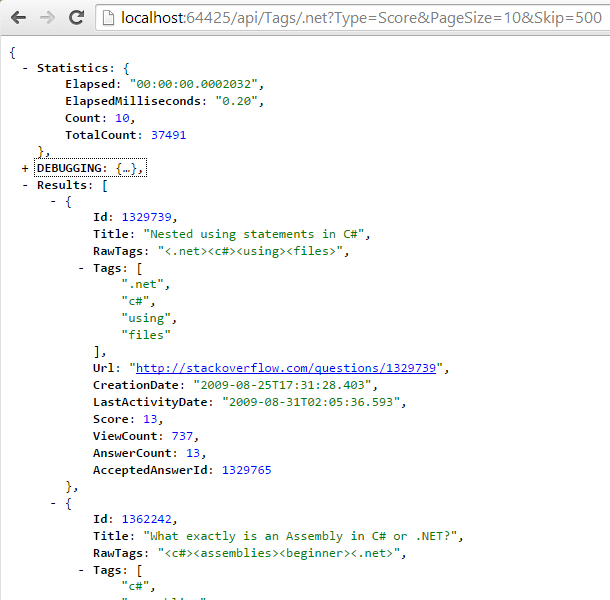 localhost:64425/api/Tags/.net?Type=Score&PageSize=10&Skip=500
{
- Statistics: {
Elapsed: "00:00:00.0002032",
ElapsedMilliseconds: "0.20",
Count: 10,
TotalCount: 37491
},
+ DEBUGGING: {…},
- Results: [
- {
Id: 1329739,
Title: "Nested using statements in C#",
RawTags: "<.net><c#><using><files>",
- Tags: [
".net",
"c#",
"using",
"files"
],
Url: "http://stackoverflow.com/questions/1329739",
CreationDate: "2009-08-25T17:31:28.403",
LastActivityDate: "2009-08-31T02:05:36.593",
Score: 13,
ViewCount: 737,
AnswerCount: 13,
AcceptedAnswerId: 1329765
},
- {
Id: 1362242,
Title: "What exactly is an Assembly in C# or .NET?",
RawTags: "<c#><assemblies><beginner><.net>",
- Tags: [
"c#",